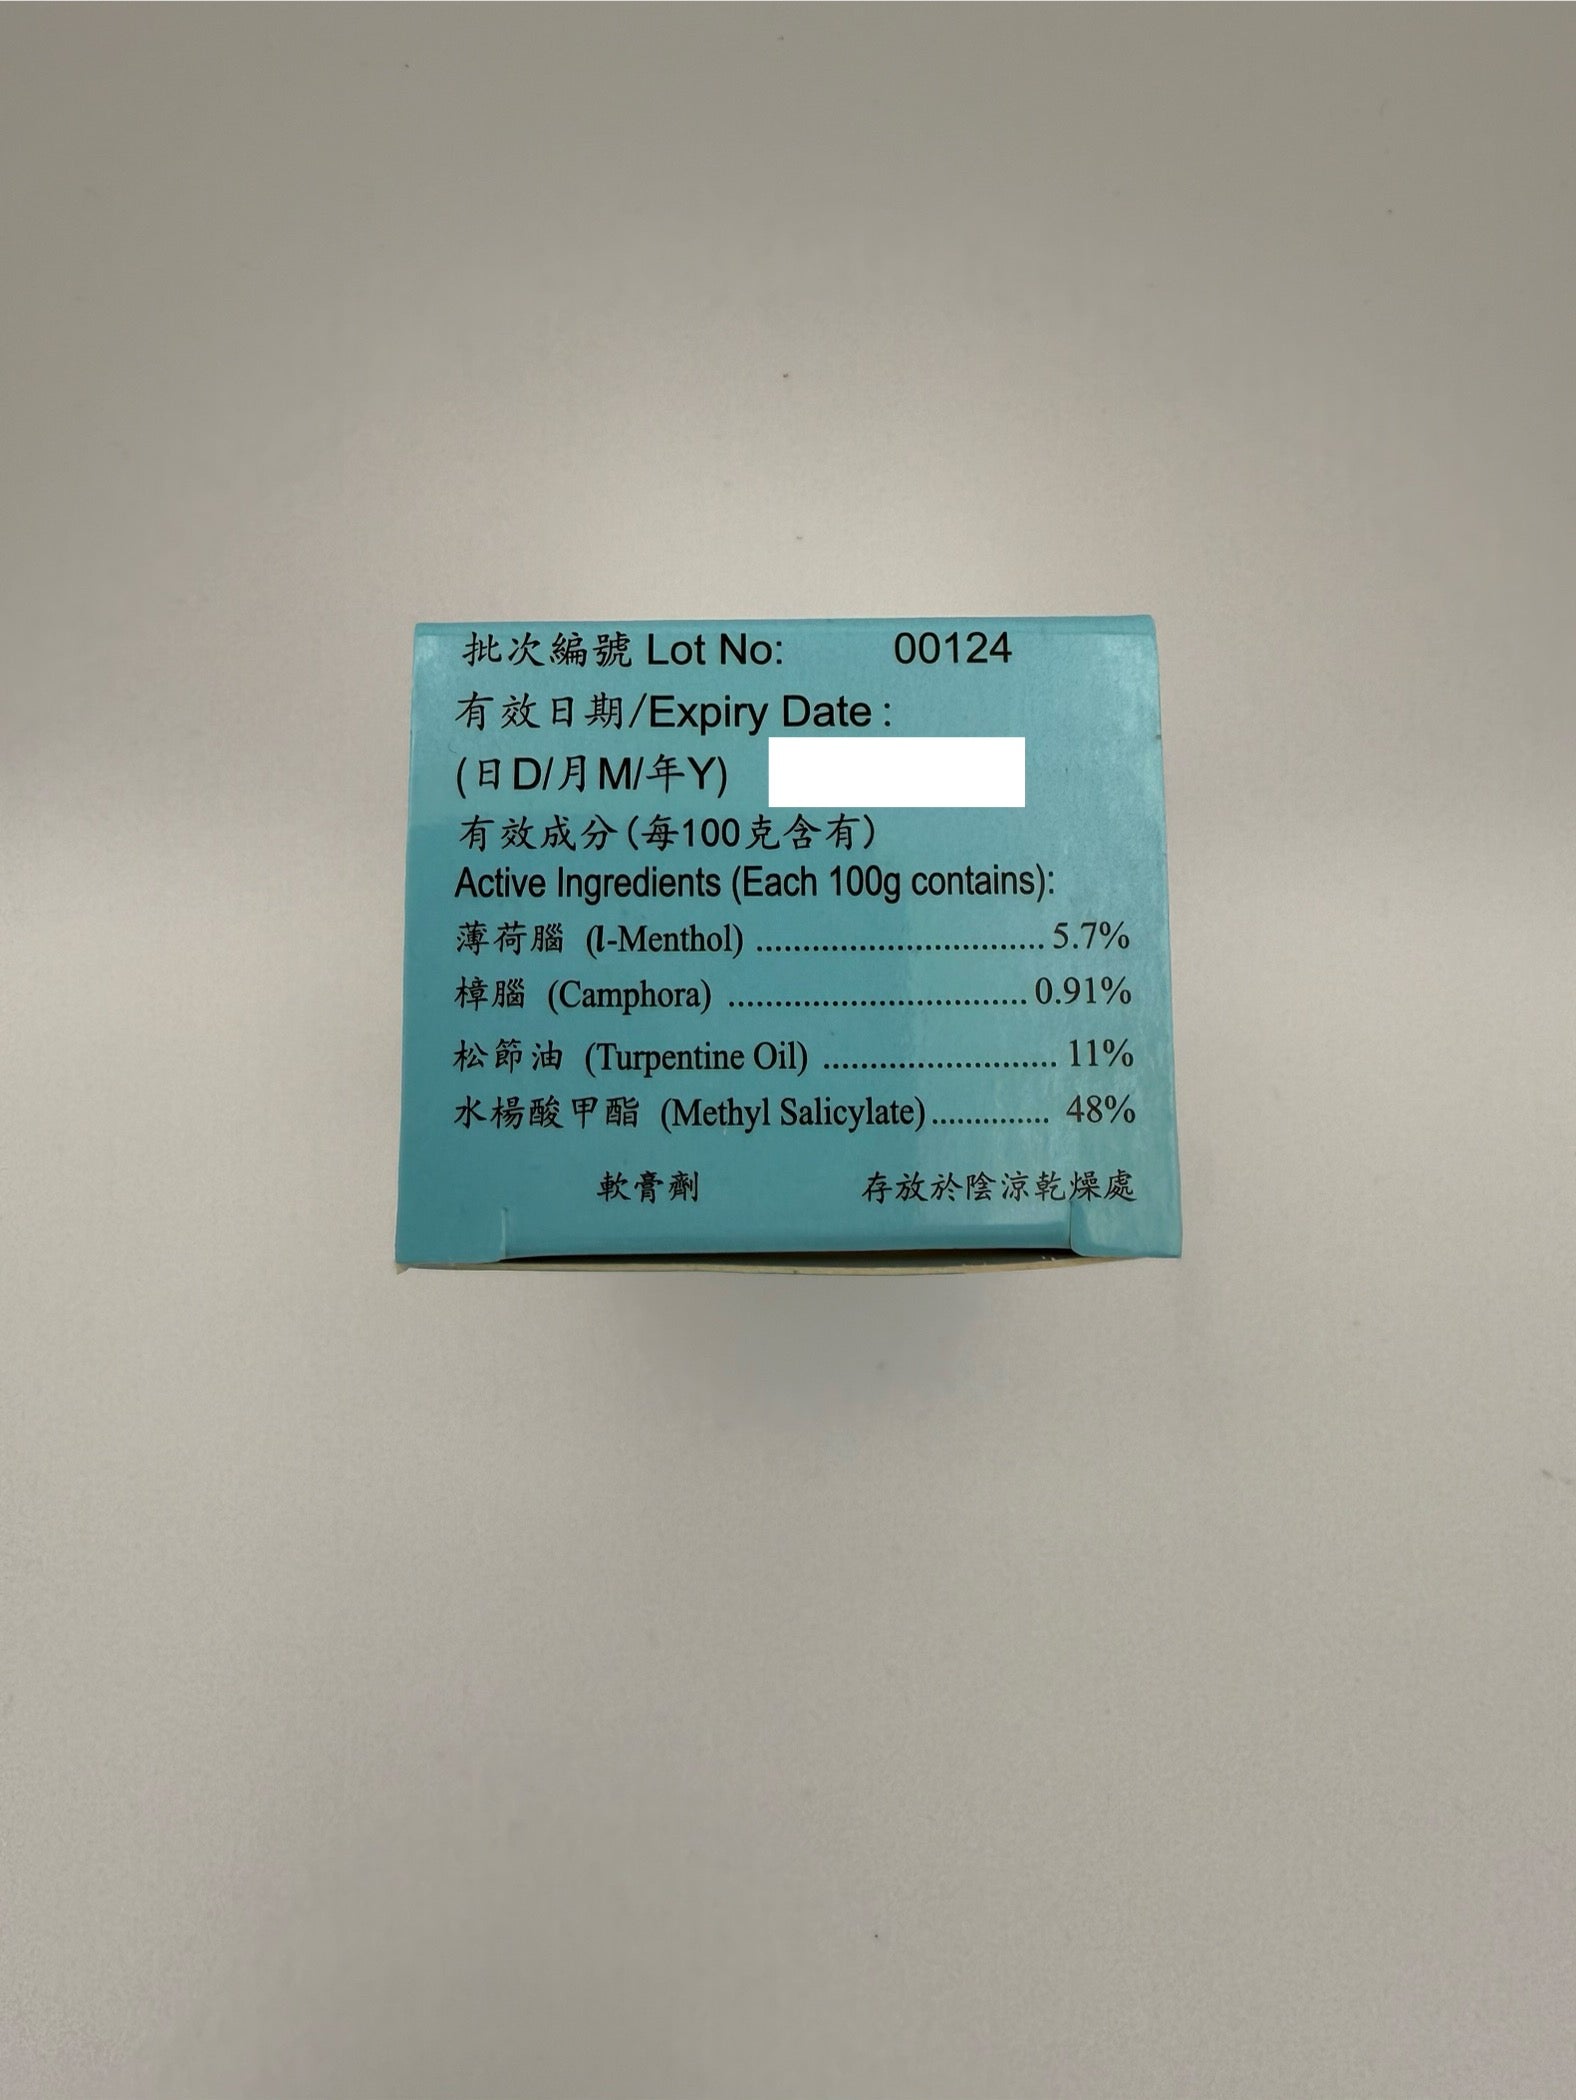 批次編號 Lot No: 00124
有效日期/Expiry Date :
(日D/月M/年Y)
有效成分(每100克含有)
Active Ingredients (Each 100g contains):
薄荷腦 (l-Menthol) .................................... 5.7%
樟腦 (Camphora) ..................................... 0.91%
松節油 (Turpentine Oil) ............................. 11%
水楊酸甲酯 (Methyl Salicylate) ............... 48%
軟膏劑 存放於陰涼乾燥處